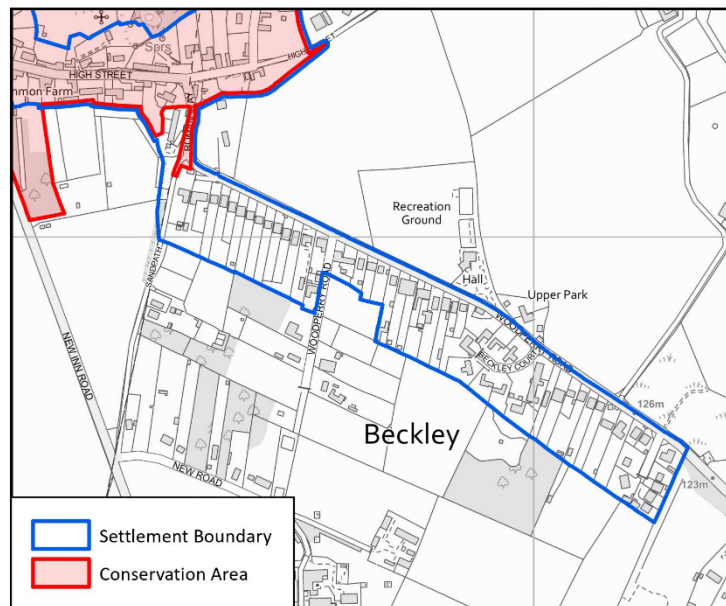 Sprs
HIGH STREET
HIGH
mmon Farm
Recreation
Ground
SANDPATH
WOODPERRY ROAD
Hall
Upper Park
WOODPERRY ROAD
BECKLEY COURT
NEW INN ROAD
126m
Beckley
123m
NEW ROAD
Settlement Boundary
Conservation Area